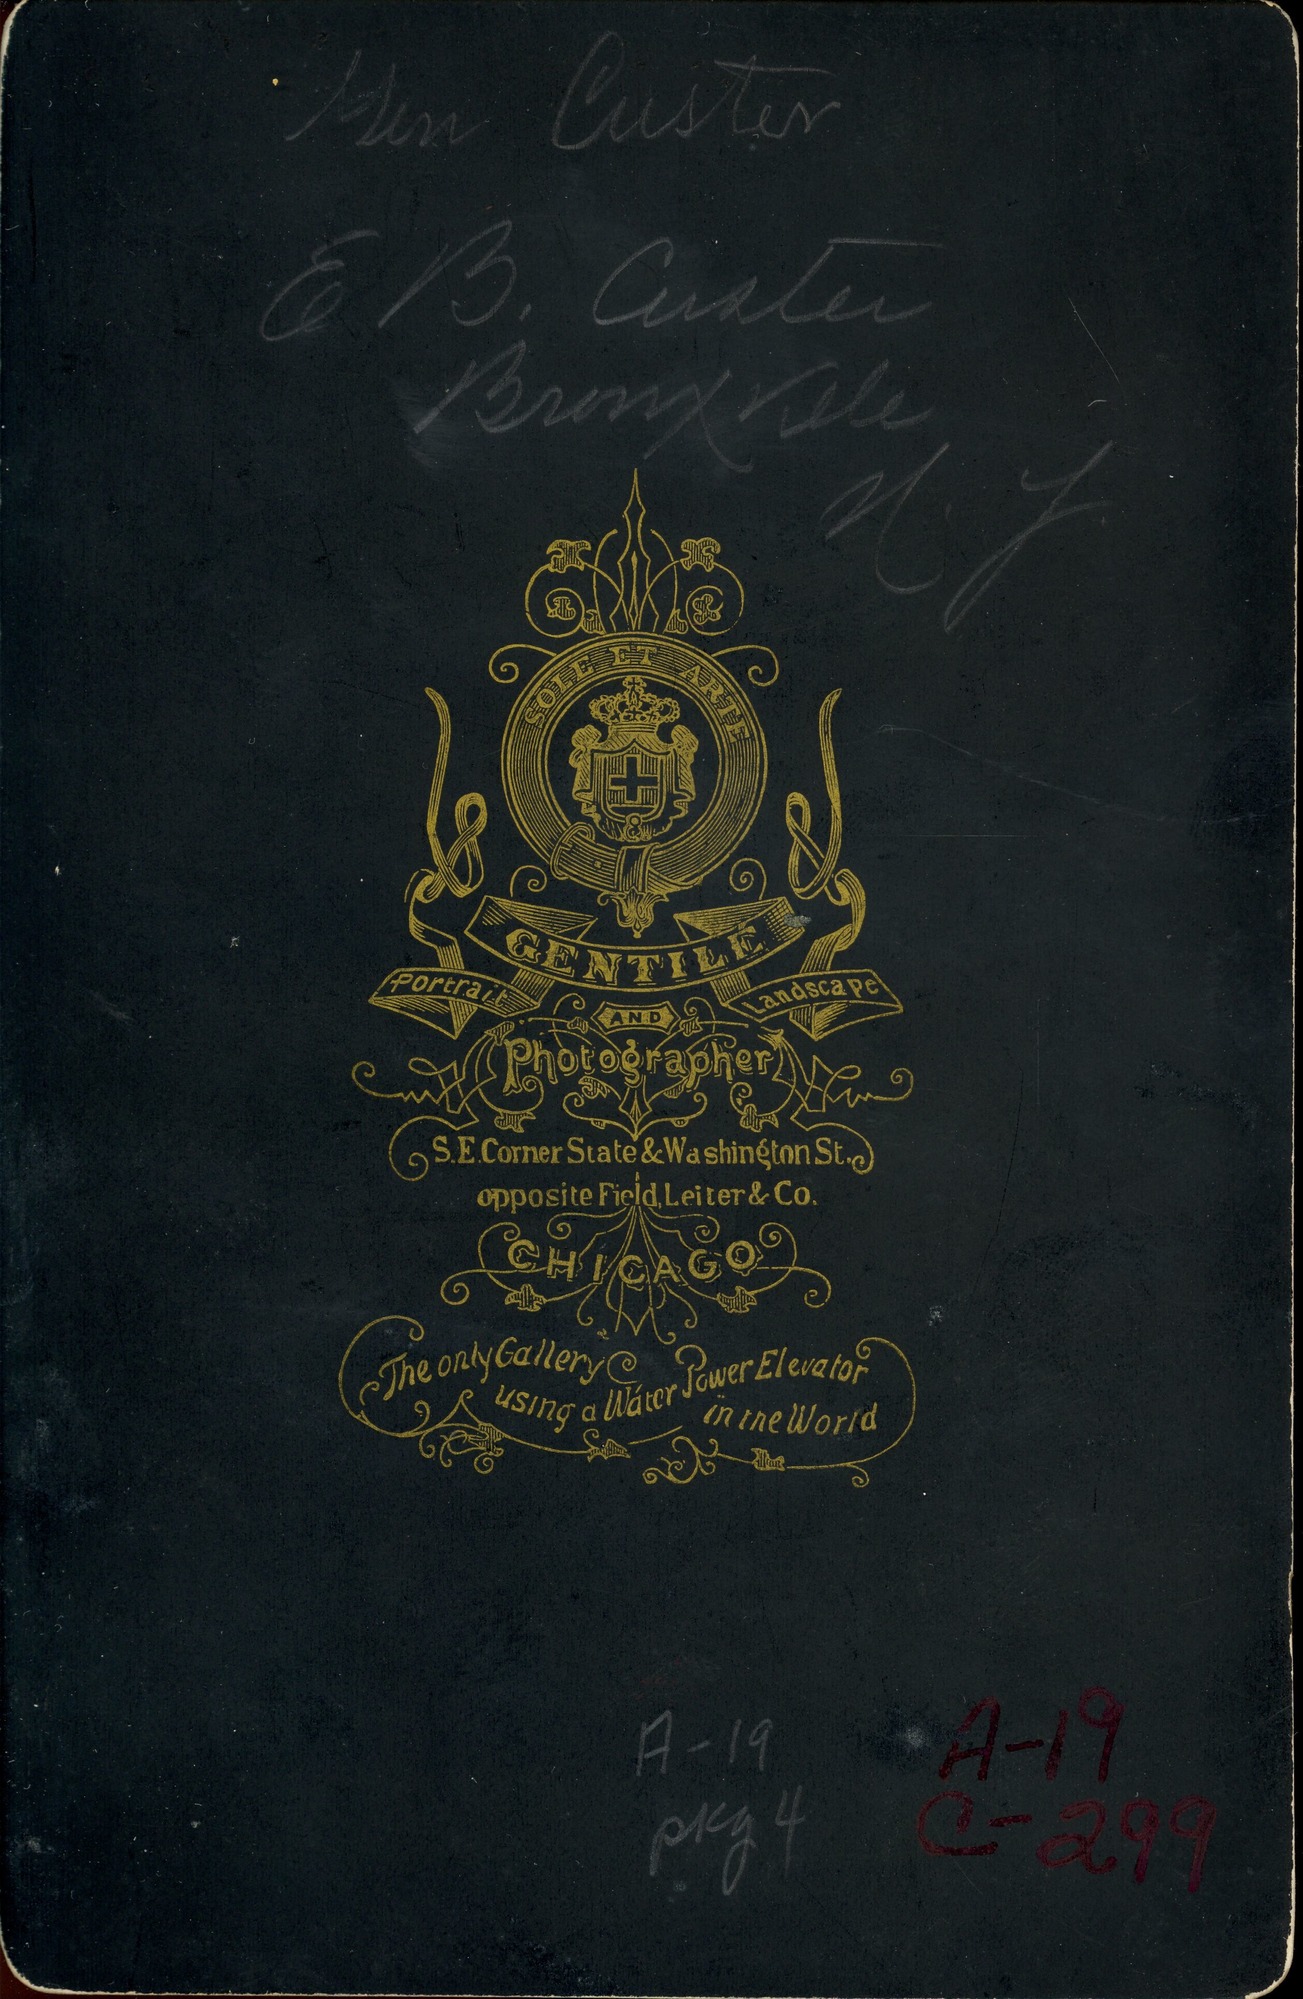 Gen Custer
E B. Custer
Bronxville
N. Y.
SOLE ET ARTE
GENTILE
Portrait Landscape
AND
Photographer
S.E. Corner State & Washington St.
opposite Field, Leiter & Co.
CHICAGO
The only Gallery Power Elevator
using a Water in the World
A-19
pkg 4
A-19
C-299